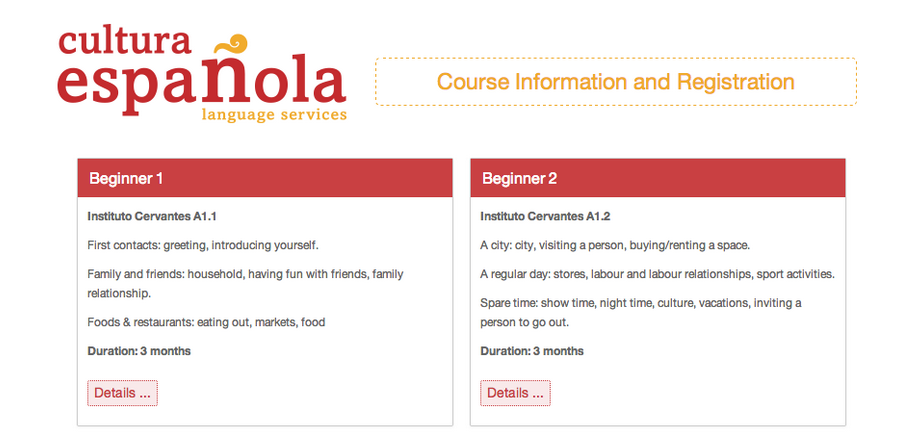 cultura
española
language services
Course Information and Registration
Beginner 1
Instituto Cervantes A1.1
First contacts: greeting, introducing yourself.
Family and friends: household, having fun with friends, family
relationship.
Foods & restaurants: eating out, markets, food
Duration: 3 months
Details ...
Beginner 2
Instituto Cervantes A1.2
A city: city, visiting a person, buying/renting a space.
A regular day: stores, labour and labour relationships, sport activities.
Spare time: show time, night time, culture, vacations, inviting a
person to go out.
Duration: 3 months
Details ...